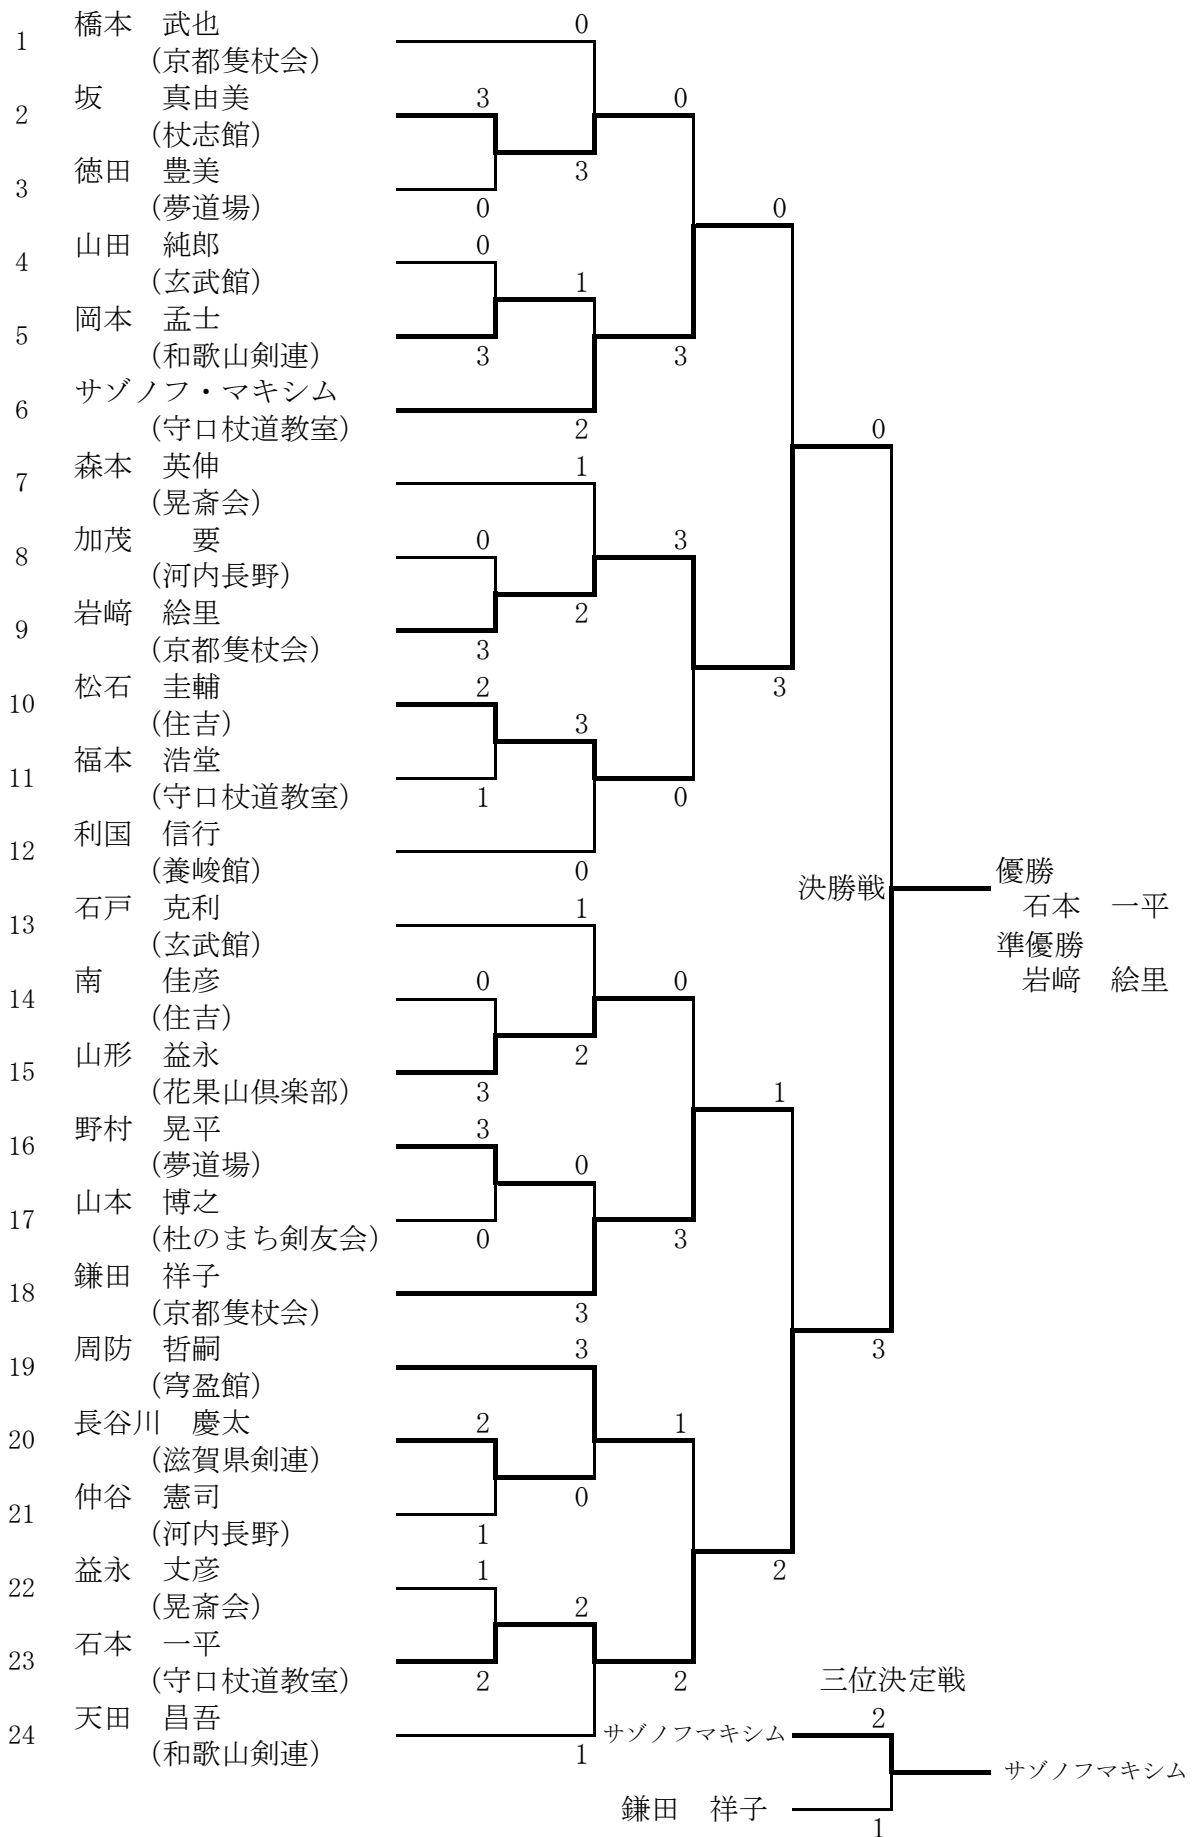 橋本　武也
0
1
(京都隻杖会)
坂　　真由美
3
0
2
(杖志館)
徳田　豊美
3
3
(夢道場)
0
0
山田　純郎
0
4
(玄武館)
1
岡本　孟士
5
(和歌山剣連)
3
3
サゾノフ・マキシム
6
(守口杖道教室)
2
0
森本　英伸
1
7
(晃斎会)
加茂　　要
0
3
8
(河内長野)
岩﨑　絵里
2
9
(京都隻杖会)
3
松石　圭輔
2
3
10
(住吉)
3
福本　浩堂
11
(守口杖道教室)
1
0
利国　信行
12
(養峻館)
0
決勝戦
優勝
石本　一平
準優勝
岩﨑　絵里
石戸　克利
1
13
(玄武館)
南　　佳彦
0
0
14
(住吉)
山形　益永
2
15
(花果山倶楽部)
3
1
野村　晃平
3
16
(夢道場)
0
山本　博之
17
(杜のまち剣友会)
0
3
鎌田　祥子
18
(京都隻杖会)
3
周防　哲嗣
3
3
19
(穹盈館)
長谷川　慶太
2
1
20
(滋賀県剣連)
仲谷　憲司
0
21
(河内長野)
1
益永　丈彦
1
2
22
(晃斎会)
2
石本　一平
23
(守口杖道教室)
2
2
三位決定戦
天田　昌吾
2
24
(和歌山剣連)
1
サゾノフマキシム
サゾノフマキシム
鎌田　祥子
1